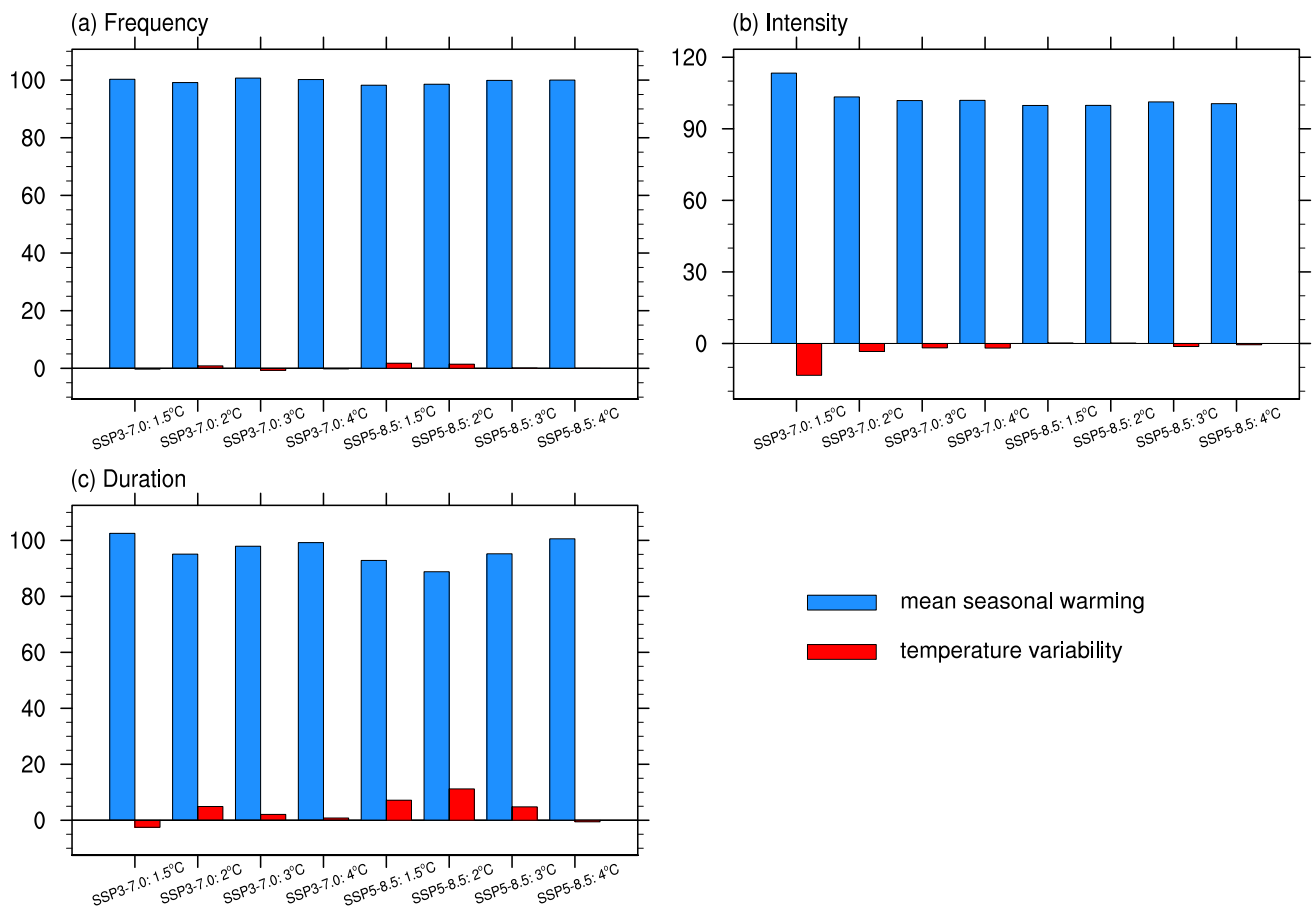 (a) Frequency
100
80
60
40
20
0
SSP3-7.0: 1.5°C
SSP3-7.0: 2°C
SSP3-7.0: 3°C
SSP3-7.0: 4°C
SSP5-8.5: 1.5°C
SSP5-8.5: 2°C
SSP5-8.5: 3°C
SSP5-8.5: 4°C
(b) Intensity
120
90
60
30
0
SSP3-7.0: 1.5°C
SSP3-7.0: 2°C
SSP3-7.0: 3°C
SSP3-7.0: 4°C
SSP5-8.5: 1.5°C
SSP5-8.5: 2°C
SSP5-8.5: 3°C
SSP5-8.5: 4°C
(c) Duration
100
80
60
40
20
0
SSP3-7.0: 1.5°C
SSP3-7.0: 2°C
SSP3-7.0: 3°C
SSP3-7.0: 4°C
SSP5-8.5: 1.5°C
SSP5-8.5: 2°C
SSP5-8.5: 3°C
SSP5-8.5: 4°C
mean seasonal warming
temperature variability